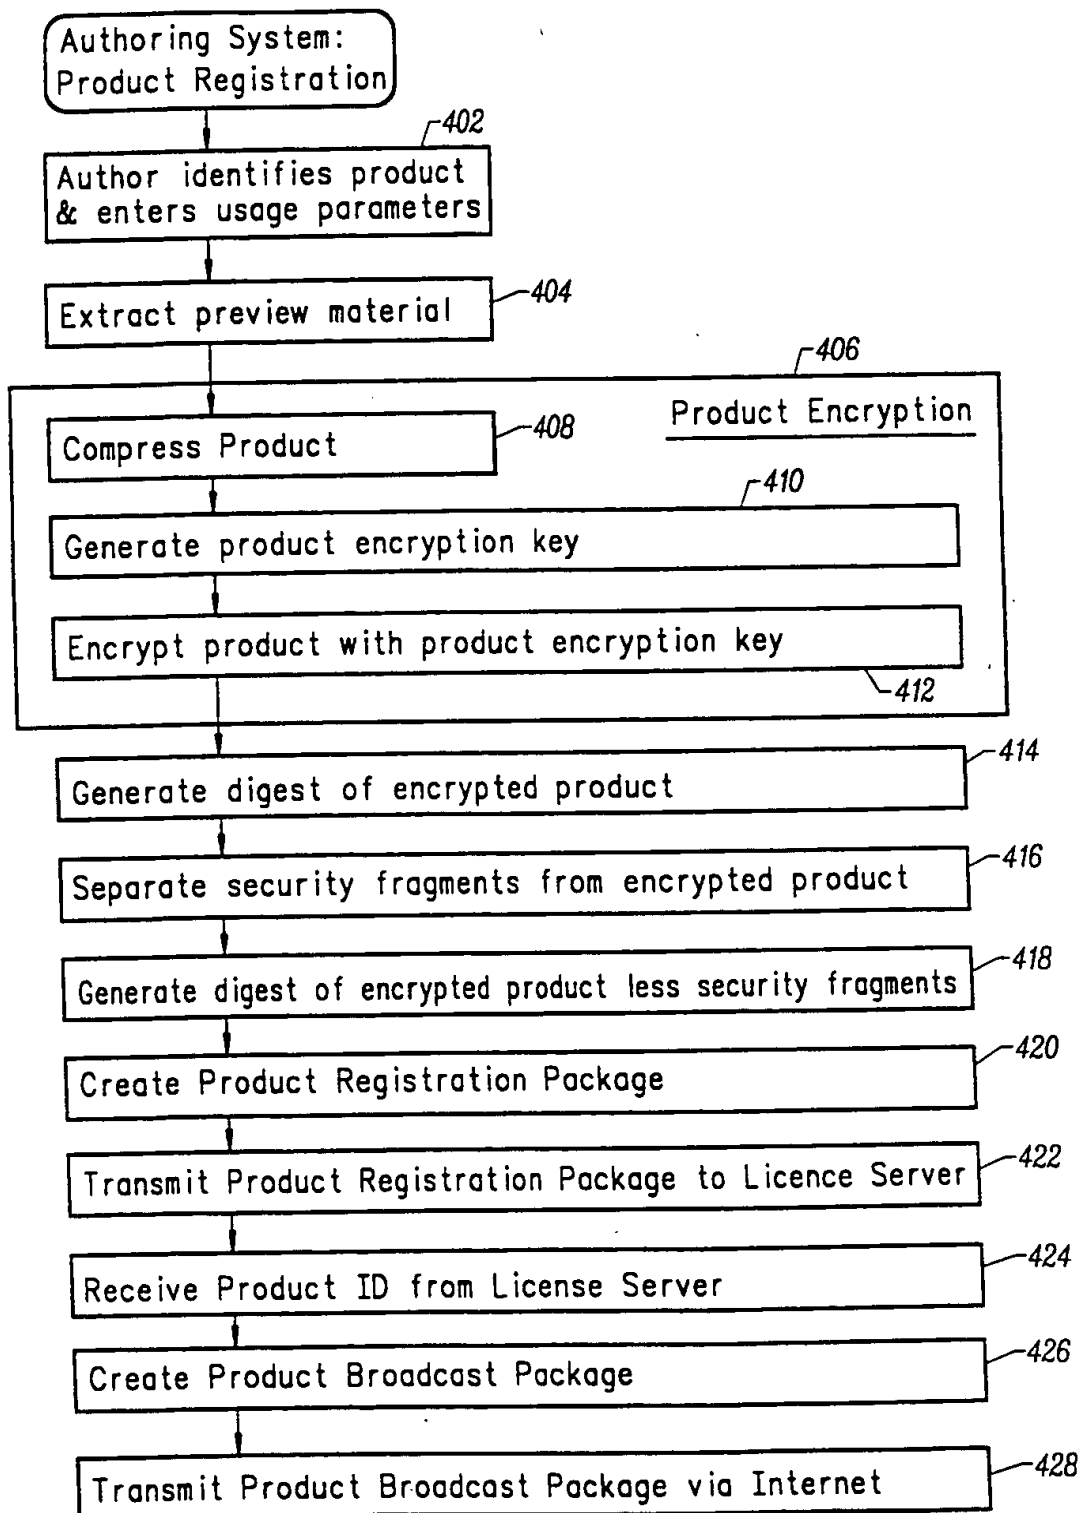 Authoring System:
Product Registration
402
Author identifies product
& enters usage parameters
404
Extract preview material
406
Product Encryption
Compress Product
408
410
Generate product encryption key
Encrypt product with product encryption key
412
414
Generate digest of encrypted product
416
Separate security fragments from encrypted product
418
Generate digest of encrypted product less security fragments
420
Create Product Registration Package
422
Transmit Product Registration Package to Licence Server
424
Receive Product ID from License Server
426
Create Product Broadcast Package
428
Transmit Product Broadcast Package via Internet